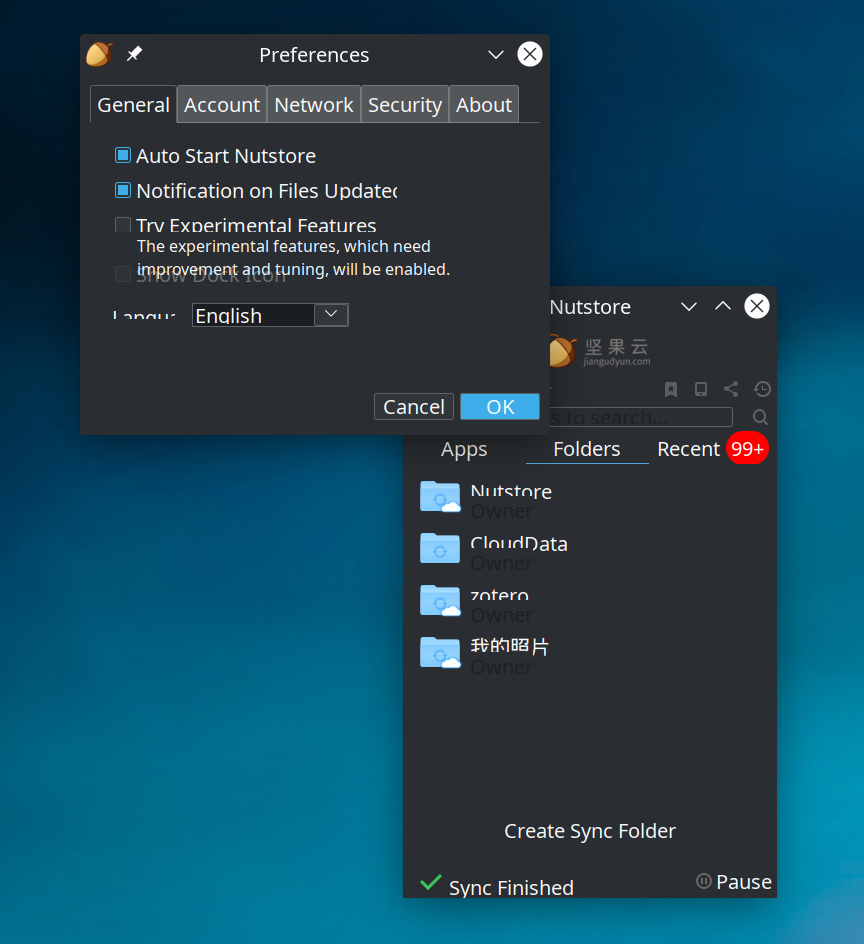 Preferences
General Account Network Security About
Auto Start Nutstore
Notification on Files Updated
Try Experimental Features
The experimental features, which need
improvement and tuning, will be enabled.
Show Dock Icon
English
Cancel OK
Nutstore
坚果云
jianguoyun.com
s to search...
Apps Folders Recent 99+
Nutstore
Owner
CloudData
Owner
zotero
Owner
我的照片
Owner
Create Sync Folder
Sync Finished
Pause